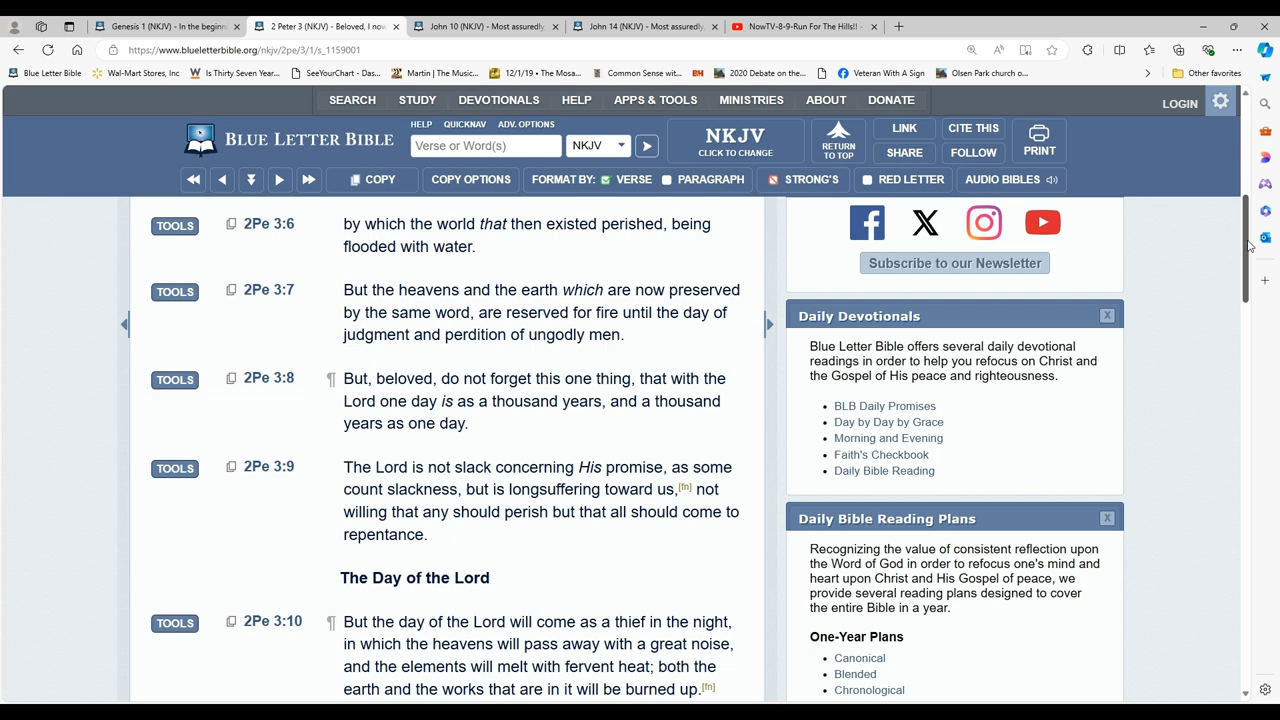 Genesis 1 (NKJV) - In the beginn
2 Peter 3 (NKJV) - Beloved, I now
John 10 (NKJV) - Most assuredly,
John 14 (NKJV) - Most assuredly,
NowTV-8-9-Run For The Hills!! -
https://www.blueletterbible.org/nkjv/2pe/3/1/s_1159001
Blue Letter Bible
Wal-Mart Stores, Inc
Is Thirty Seven Year...
SeeYourChart - Das...
Martin | The Music...
12/1/19 • The Mosa...
Common Sense wit...
2020 Debate on the...
Veteran With A Sign
Olsen Park church o...
Other favorites
SEARCH STUDY DEVOTIONALS HELP APPS & TOOLS MINISTRIES ABOUT DONATE
LOGIN
BLUE LETTER BIBLE
HELP QUICKNAV ADV. OPTIONS
Verse or Word(s)
NKJV
NKJV
CLICK TO CHANGE
RETURN
TO TOP
LINK
CITE THIS
SHARE
FOLLOW
PRINT
COPY
COPY OPTIONS
FORMAT BY: VERSE PARAGRAPH
STRONG'S
RED LETTER
AUDIO BIBLES
TOOLS 2Pe 3:6 by which the world that then existed perished, being
flooded with water.
TOOLS 2Pe 3:7 But the heavens and the earth which are now preserved
by the same word, are reserved for fire until the day of
judgment and perdition of ungodly men.
TOOLS 2Pe 3:8 ¶ But, beloved, do not forget this one thing, that with the
Lord one day is as a thousand years, and a thousand
years as one day.
TOOLS 2Pe 3:9 The Lord is not slack concerning His promise, as some
count slackness, but is longsuffering toward us,[fn] not
willing that any should perish but that all should come to
repentance.
The Day of the Lord
TOOLS 2Pe 3:10 ¶ But the day of the Lord will come as a thief in the night,
in which the heavens will pass away with a great noise,
and the elements will melt with fervent heat; both the
earth and the works that are in it will be burned up.[fn]
Subscribe to our Newsletter
Daily Devotionals
X
Blue Letter Bible offers several daily devotional
readings in order to help you refocus on Christ and
the Gospel of His peace and righteousness.
• BLB Daily Promises
• Day by Day by Grace
• Morning and Evening
• Faith's Checkbook
• Daily Bible Reading
Daily Bible Reading Plans
X
Recognizing the value of consistent reflection upon
the Word of God in order to refocus one's mind and
heart upon Christ and His Gospel of peace, we
provide several reading plans designed to cover
the entire Bible in a year.
One-Year Plans
• Canonical
• Blended
• Chronological